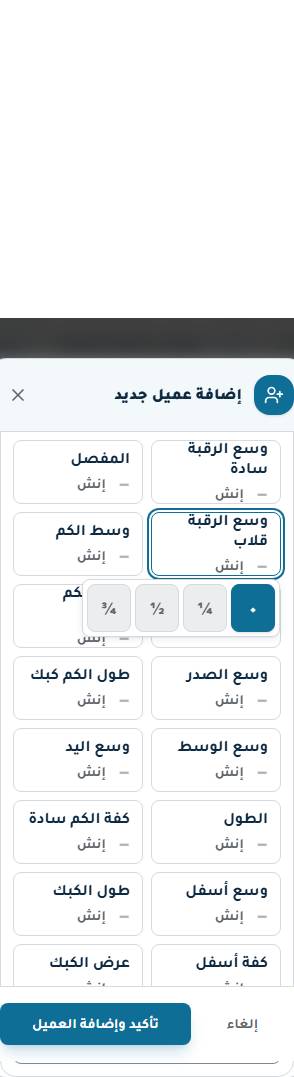 إضافة عميل جديد
وسع الرقبة
سادة
— إنش
المفصل
— إنش
وسع الرقبة
قلاب
— إنش
وسط الكم
— إنش
٠
¼
½
¾
وسع الصدر
— إنش
طول الكم كبك
— إنش
وسع الوسط
— إنش
وسع اليد
— إنش
الطول
— إنش
كفة الكم سادة
— إنش
وسع أسفل
— إنش
طول الكبك
— إنش
كفة أسفل
عرض الكبك
إلغاء
تأكيد وإضافة العميل